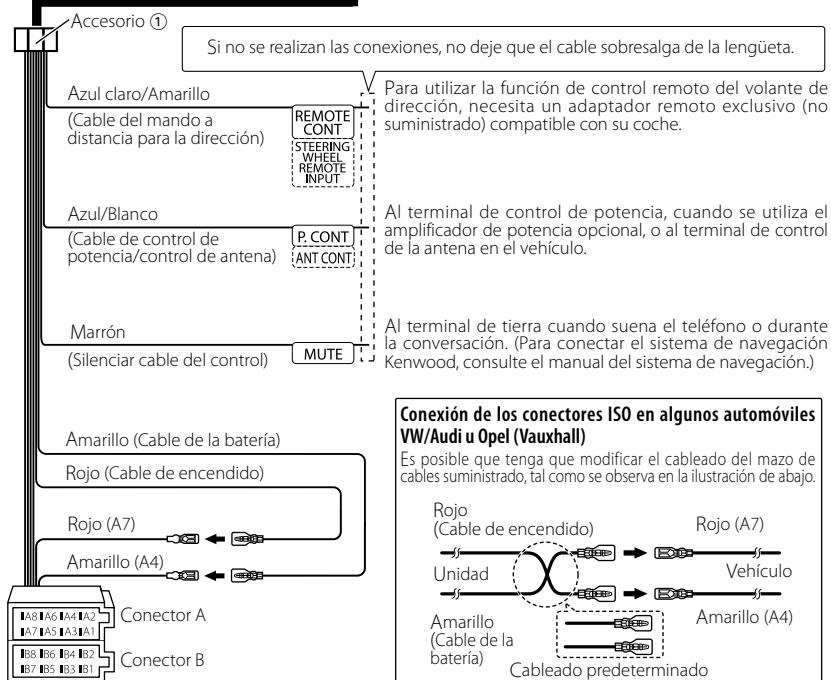 Accesorio ①
Si no se realizan las conexiones, no deje que el cable sobresalga de la lengüeta.
Azul claro/Amarillo
(Cable del mando a
distancia para la dirección)
REMOTE
CONT
STEERING
WHEEL
REMOTE
INPUT
Para utilizar la función de control remoto del volante de
dirección, necesita un adaptador remoto exclusivo (no
suministrado) compatible con su coche.
Azul/Blanco
(Cable de control de
potencia/control de antena)
P. CONT
ANT CONT
Al terminal de control de potencia, cuando se utiliza el
amplificador de potencia opcional, o al terminal de control
de la antena en el vehículo.
Marrón
(Silenciar cable del control)
MUTE
Al terminal de tierra cuando suena el teléfono o durante
la conversación. (Para conectar el sistema de navegación
Kenwood, consulte el manual del sistema de navegación.)
Amarillo (Cable de la batería)
Rojo (Cable de encendido)
Rojo (A7)
Amarillo (A4)
A8 A6 A4 A2
A7 A5 A3 A1
Conector A
B8 B6 B4 B2
B7 B5 B3 B1
Conector B
Conexión de los conectores ISO en algunos automóviles
VW/Audi u Opel (Vauxhall)
Es posible que tenga que modificar el cableado del mazo de
cables suministrado, tal como se observa en la ilustración de abajo.
Rojo
(Cable de encendido)
Rojo (A7)
Unidad
Vehículo
Amarillo
(Cable de la
batería)
Amarillo (A4)
Cableado predeterminado